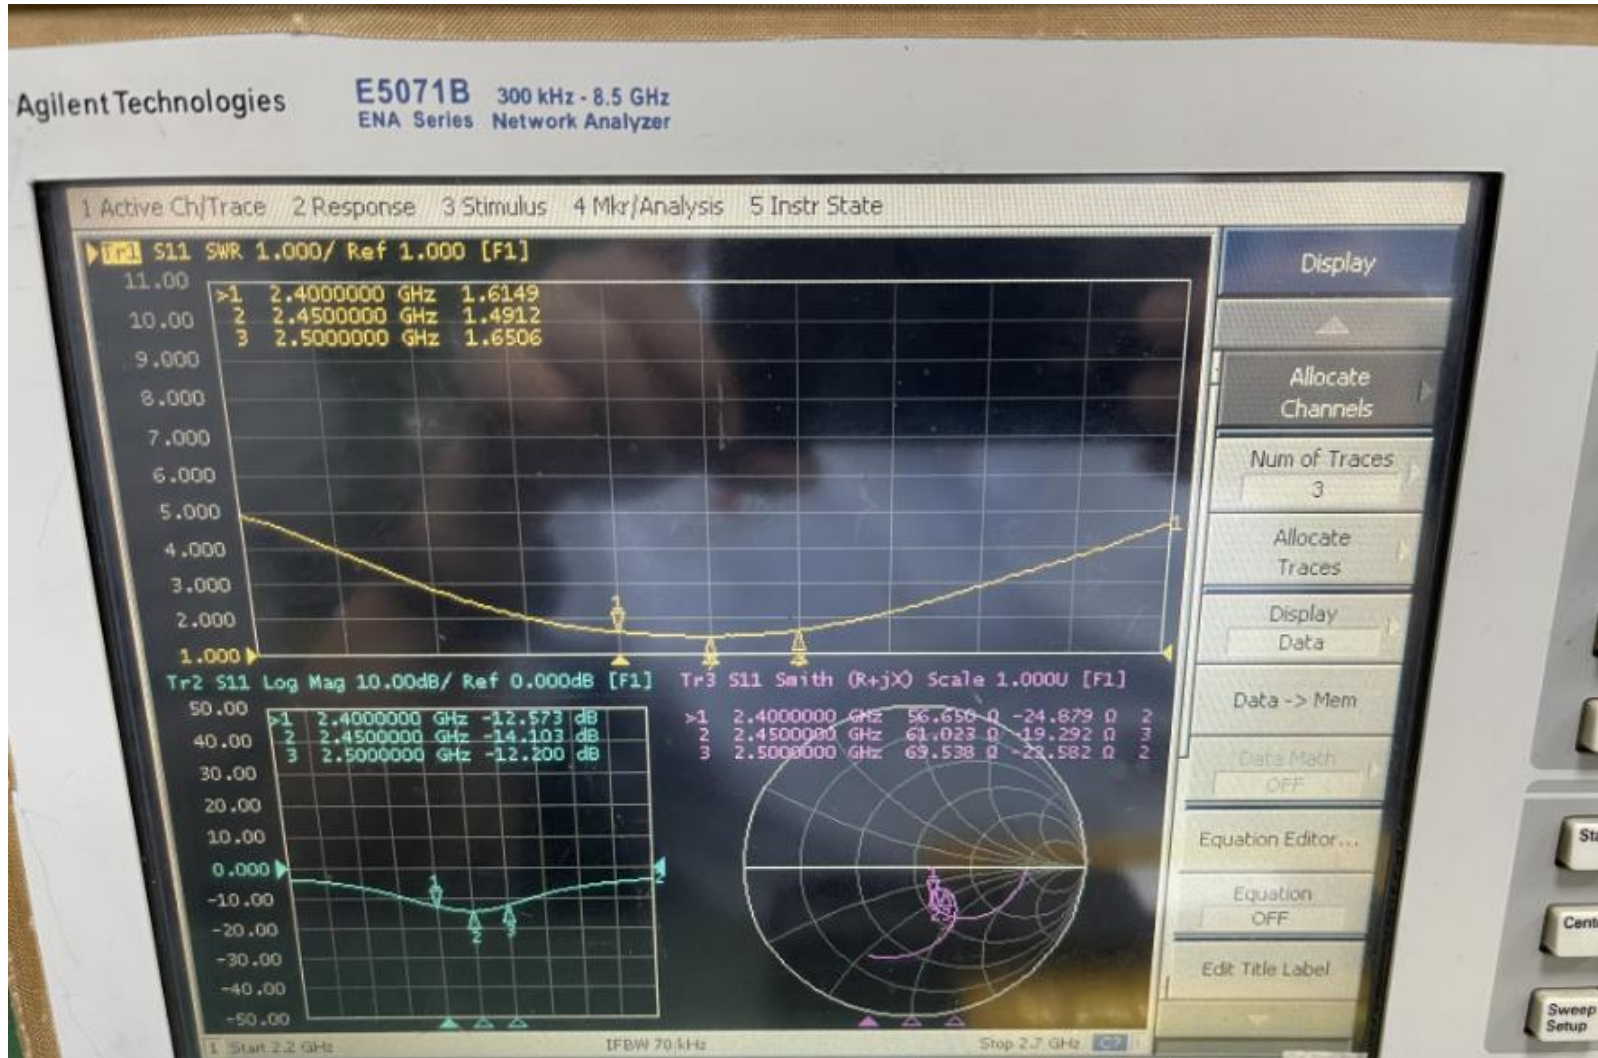 Agilent Technologies
E5071B 300 kHz - 8.5 GHz
ENA Series Network Analyzer
1 Active Ch/Trace 2 Response 3 Stimulus 4 Mkr/Analysis 5 Instr State
Tr1 S11 SWR 1.000/ Ref 1.000 [F1]
11.00
10.00
9.000
8.000
7.000
6.000
5.000
4.000
3.000
2.000
1.000
>1 2.4000000 GHz 1.6149
2 2.4500000 GHz 1.4912
3 2.5000000 GHz 1.6506
1
1
Tr2 S11 Log Mag 10.00dB/ Ref 0.000dB [F1]
50.00
40.00
30.00
20.00
10.00
0.000
-10.00
-20.00
-30.00
-40.00
-50.00
>1 2.4000000 GHz -12.573 dB
2 2.4500000 GHz -14.103 dB
3 2.5000000 GHz -12.200 dB
1
2
3
2
Tr3 S11 Smith (R+jX) Scale 1.000U [F1]
>1 2.4000000 GHz 56.650 Ω -24.879 Ω 2
2 2.4500000 GHz 61.023 Ω -19.292 Ω 3
3 2.5000000 GHz 69.538 Ω Ω 2
1 Start 2.2 GHz
IFBW 70 kHz
Stop 2.7 GHz C?
Display
Allocate
Channels
Num of Traces
3
Allocate
Traces
Display
Data
Data -> Mem
Data Math
OFF
Equation Editor...
Equation
OFF
Edit Title Label
Sweep
Setup